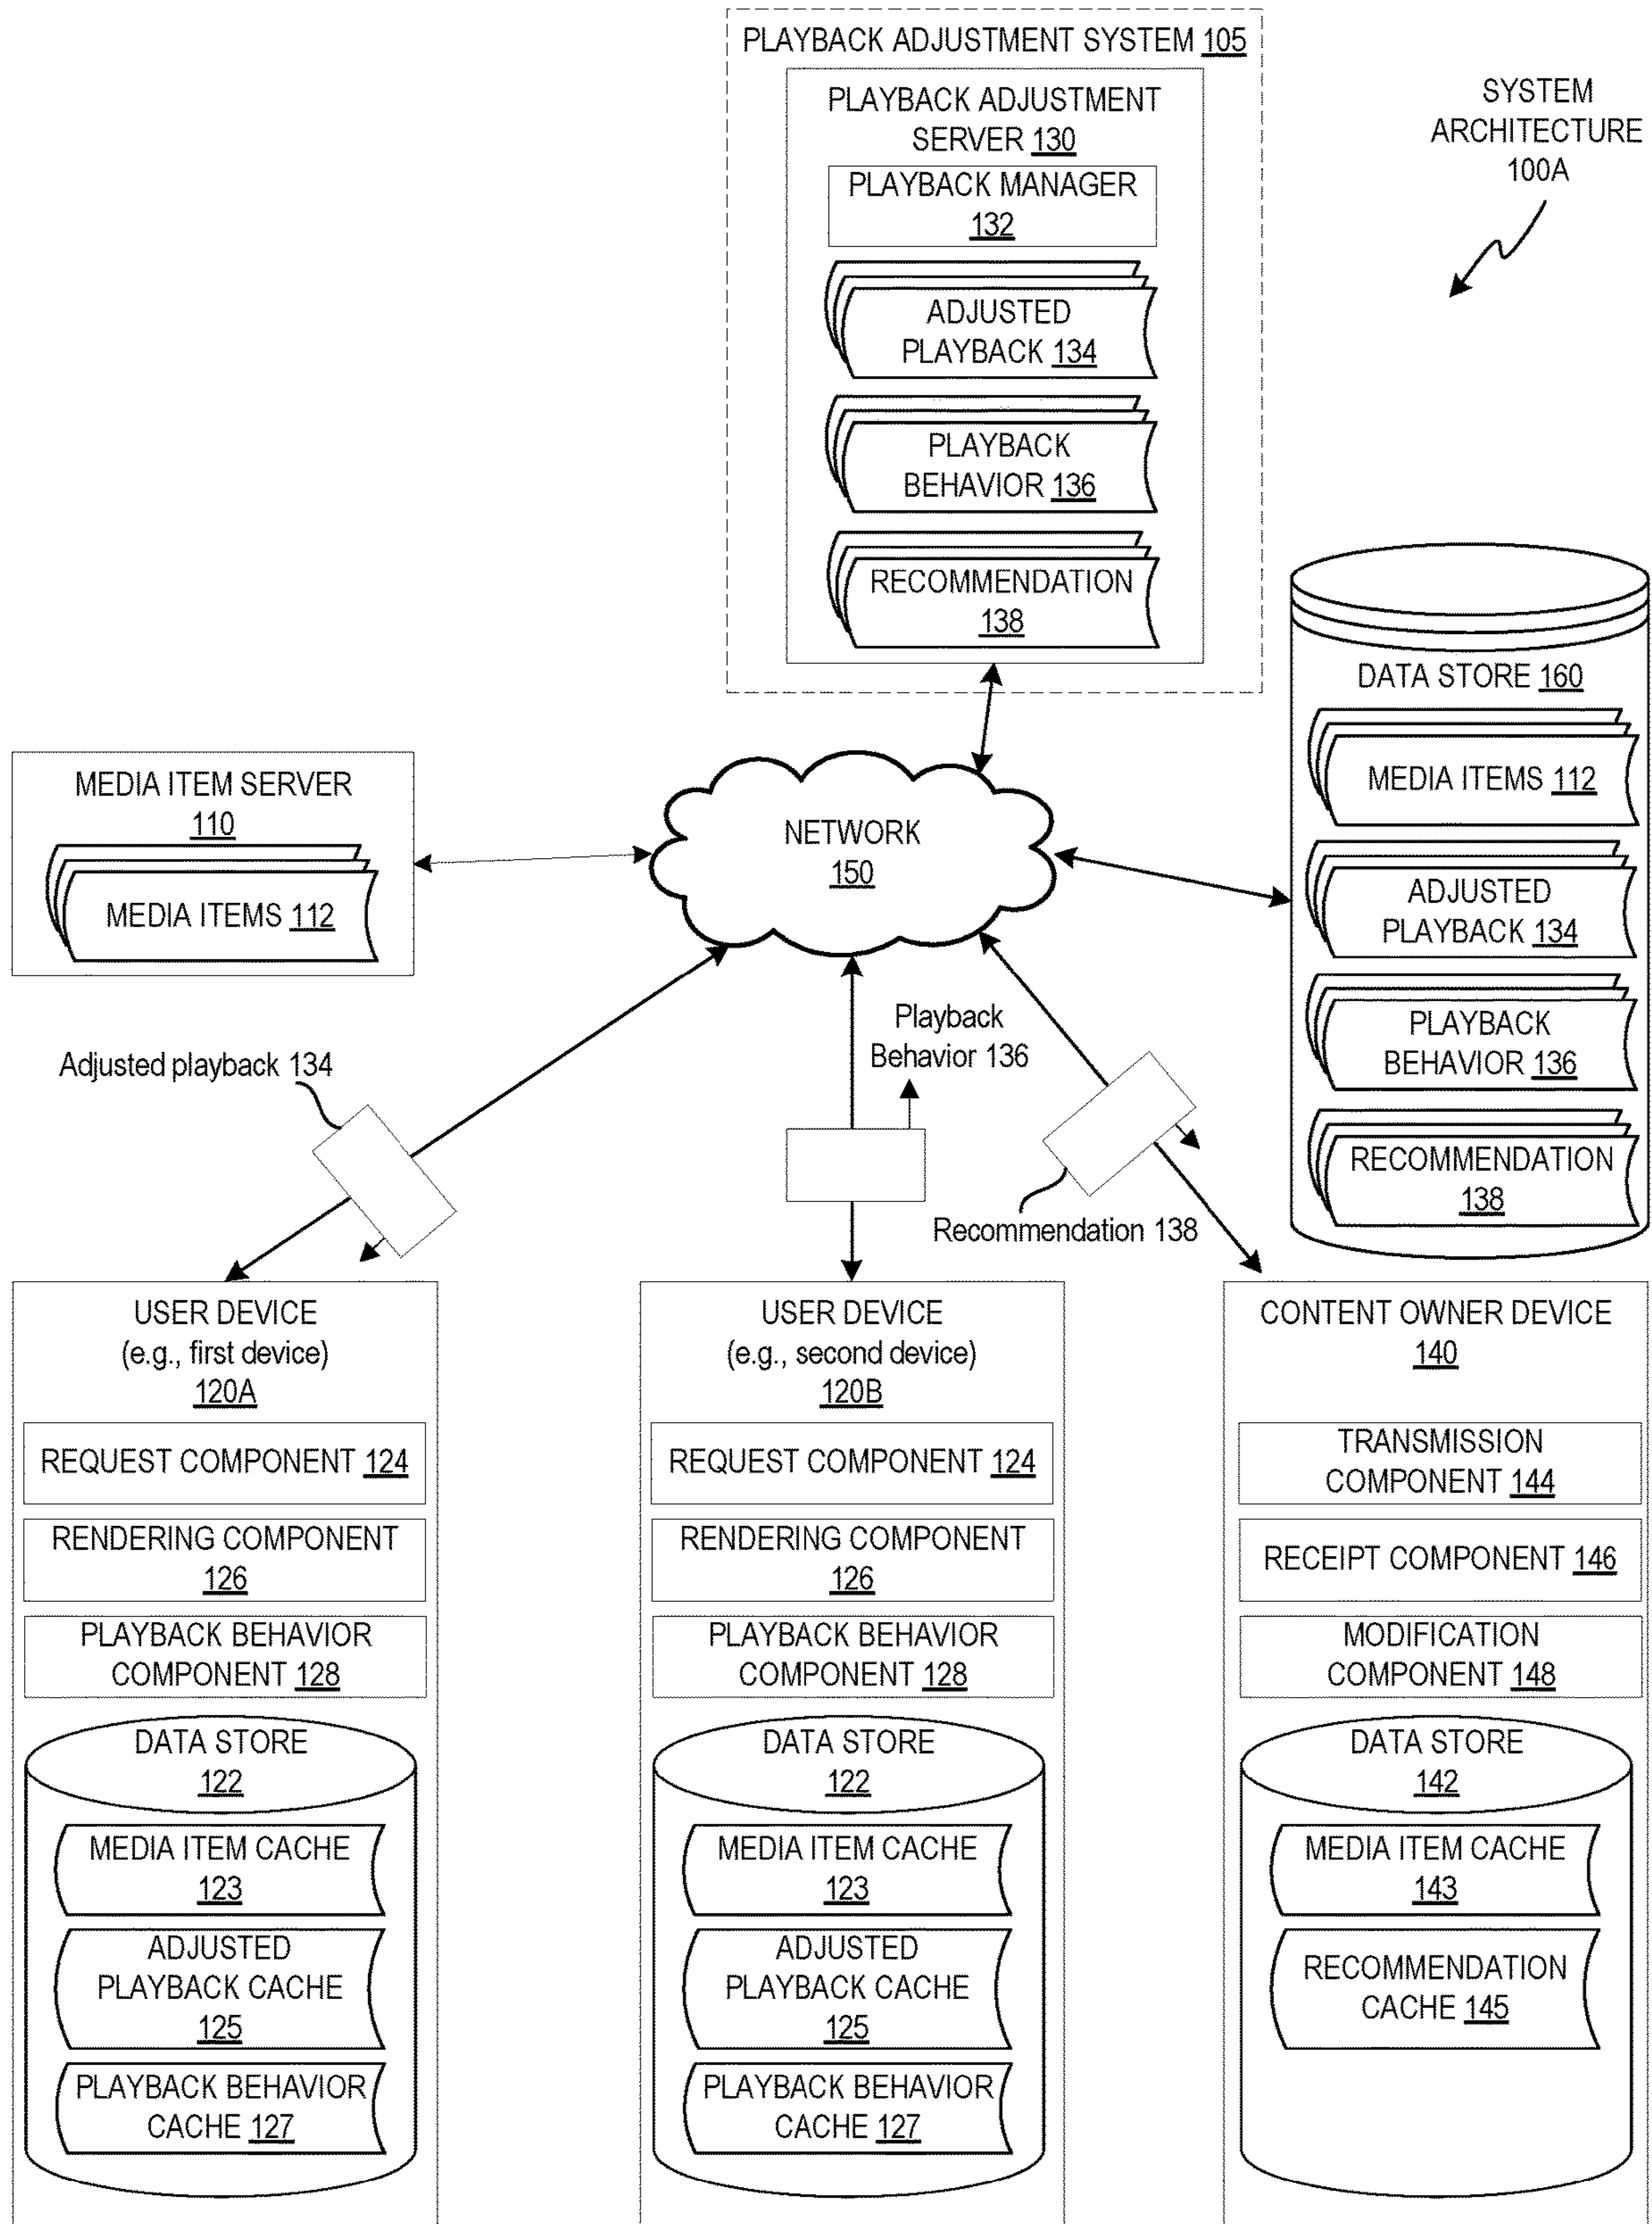 PLAYBACK ADJUSTMENT SYSTEM 105
PLAYBACK ADJUSTMENT
SERVER 130
PLAYBACK MANAGER
132
ADJUSTED
PLAYBACK 134
PLAYBACK
BEHAVIOR 136
RECOMMENDATION
138
SYSTEM
ARCHITECTURE
100A
DATA STORE 160
MEDIA ITEMS 112
ADJUSTED
PLAYBACK 134
PLAYBACK
BEHAVIOR 136
RECOMMENDATION
138
MEDIA ITEM SERVER
110
MEDIA ITEMS 112
NETWORK
150
Adjusted playback 134
Playback
Behavior 136
Recommendation 138
USER DEVICE
(e.g., first device)
120A
REQUEST COMPONENT 124
RENDERING COMPONENT
126
PLAYBACK BEHAVIOR
COMPONENT 128
DATA STORE
122
MEDIA ITEM CACHE
123
ADJUSTED
PLAYBACK CACHE
125
PLAYBACK BEHAVIOR
CACHE 127
USER DEVICE
(e.g., second device)
120B
REQUEST COMPONENT 124
RENDERING COMPONENT
126
PLAYBACK BEHAVIOR
COMPONENT 128
DATA STORE
122
MEDIA ITEM CACHE
123
ADJUSTED
PLAYBACK CACHE
125
PLAYBACK BEHAVIOR
CACHE 127
CONTENT OWNER DEVICE
140
TRANSMISSION
COMPONENT 144
RECEIPT COMPONENT 146
MODIFICATION
COMPONENT 148
DATA STORE
142
MEDIA ITEM CACHE
143
RECOMMENDATION
CACHE 145